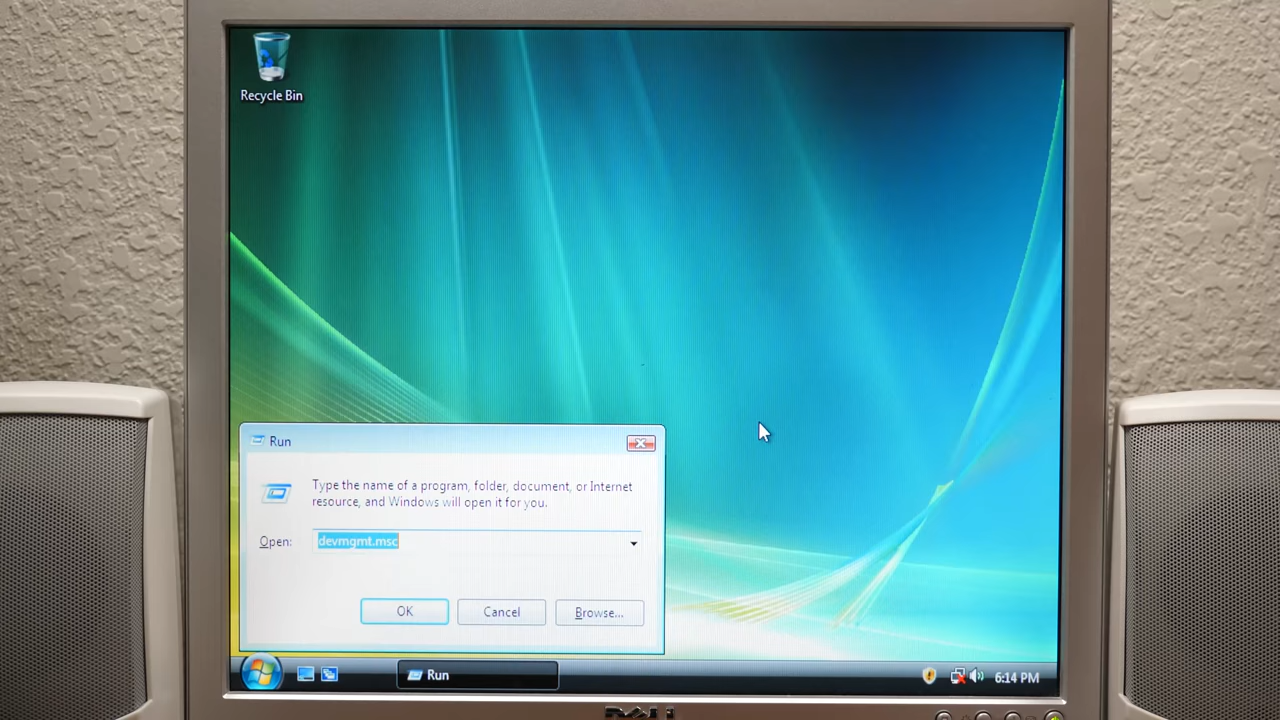 Recycle Bin
Run
Type the name of a program, folder, document, or Internet
resource, and Windows will open it for you.
Open: devmgmt.msc
OK Cancel Browse...
Run 6:14 PM
DELL